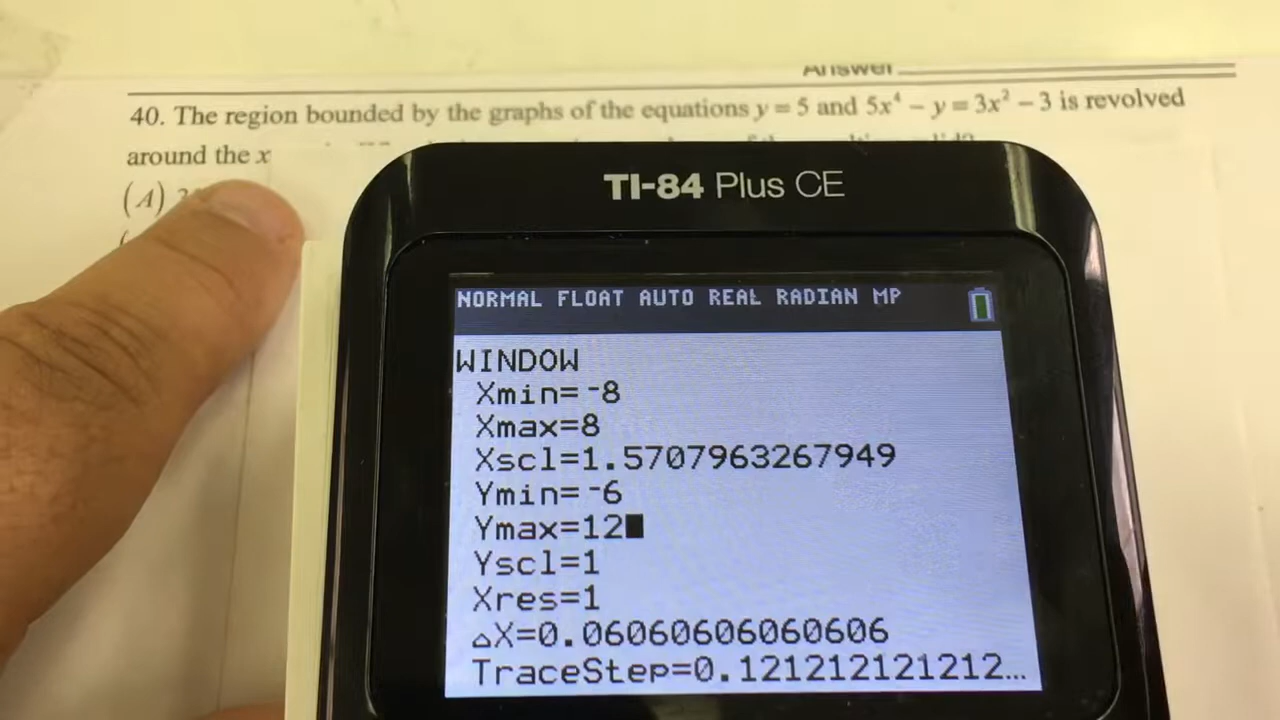 Answer
40. The region bounded by the graphs of the equations y = 5 and 5x⁴ − y = 3x² − 3 is revolved
around the x
(A)
TI-84 Plus CE
NORMAL FLOAT AUTO REAL RADIAN MP
WINDOW
Xmin=-8
Xmax=8
Xscl=1.5707963267949
Ymin=-6
Ymax=12
Yscl=1
Xres=1
△X=0.06060606060606
TraceStep=0.121212121212...